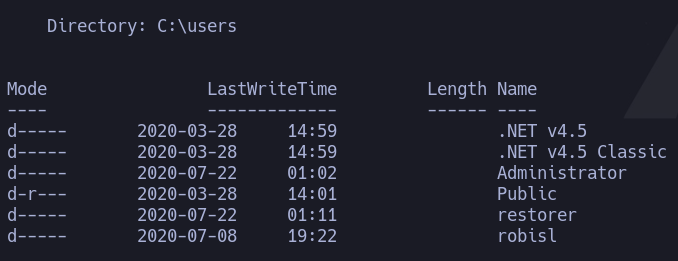 Directory: C:\users
Mode                LastWriteTime         Length Name
----                -------------         ------ ----
d-----       2020-03-28     14:59                .NET v4.5
d-----       2020-03-28     14:59                .NET v4.5 Classic
d-----       2020-07-22     01:02                Administrator
d-r---       2020-03-28     14:01                Public
d-----       2020-07-22     01:11                restorer
d-----       2020-07-08     19:22                robisl